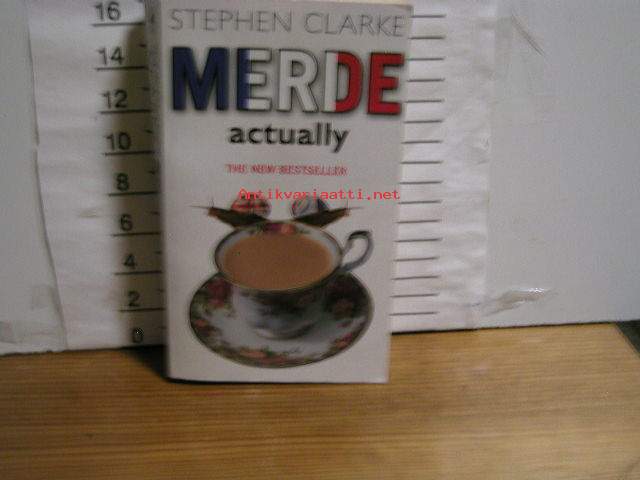 STEPHEN CLARKE
MERDE
actually
THE NEW BESTSELLER
Antikvariaatti.net
16
14
12
10
8
6
4
2
0